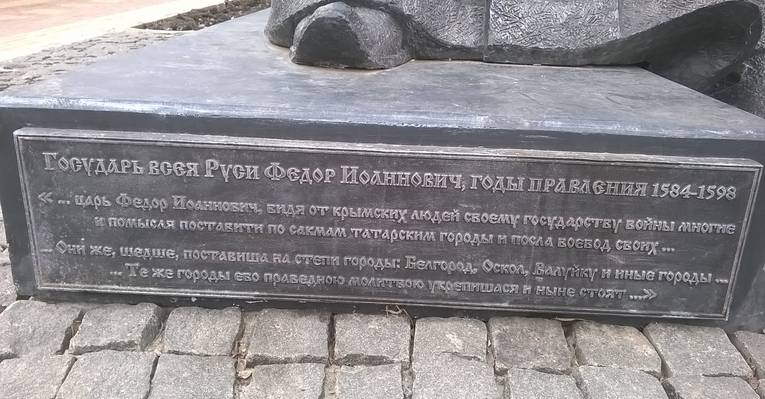 Государь всея Руси Федор Иоаннович, годы правления 1584-1598
« ... царь Федор Иоаннович, видя от крымских людей своему государству войны многие
и помысля поставити по сакмам татарским городы и посла воевод своих ...
... Они же, шедше, поставиша на степи городы: Белгород, Оскол, Валуйку и иные городы ...
... Те же городы ево праведною молитвою укрепишася и ныне стоят ...»